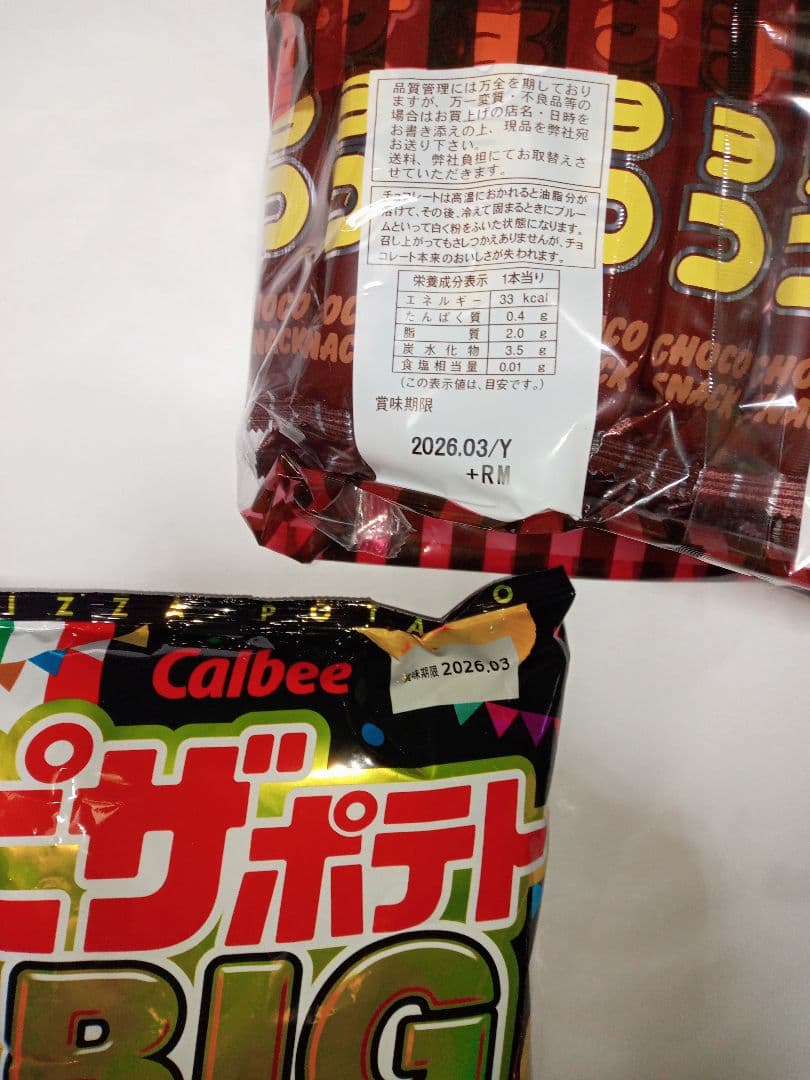 品質管理には万全を期しており
ますが、万一変質・不良品等の
場合はお買上げの店名・日時を
お書き添えの上、現品を弊社宛
お送り下さい。
送料、弊社負担にてお取替えさ
せていただきます。
チョコレートは高温におかれると油脂分が
溶けて、その後、冷えて固まるときにブルー
ムといって白く粉をふいた状態になります。
召し上がってもさしつかえありませんが、チョ
コレート本来のおいしさが失われます。
栄養成分表示 1本当り
エネルギー 33 kcal
たんぱく質 0.4 g
脂質 2.0 g
炭水化物 3.5 g
食塩相当量 0.01 g
(この表示値は、目安です。)
賞味期限
2026.03/Y
+RM
CHOCO
SNACK
IZZA POTATO
Calbee
賞味期限 2026.03
ピザポテト
BIG